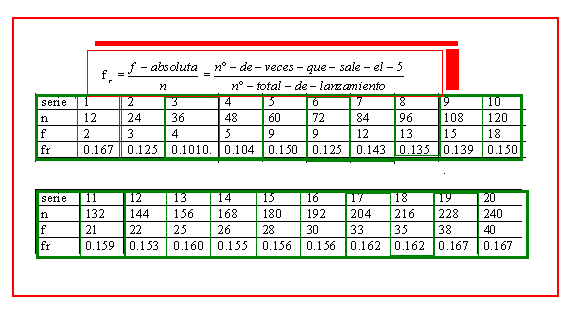 f r = f – absoluta / n = nº – de – veces – que – sale – el – 5 / nº – total – de – lanzamiento
serie 1 2 3 4 5 6 7 8 9 10
n 12 24 36 48 60 72 84 96 108 120
f 2 3 4 5 9 9 12 13 15 18
fr 0.167 0.125 0.1010. 0.104 0.150 0.125 0.143 0.135 0.139 0.150
serie 11 12 13 14 15 16 17 18 19 20
n 132 144 156 168 180 192 204 216 228 240
f 21 22 25 26 28 30 33 35 38 40
fr 0.159 0.153 0.160 0.155 0.156 0.156 0.162 0.162 0.167 0.167